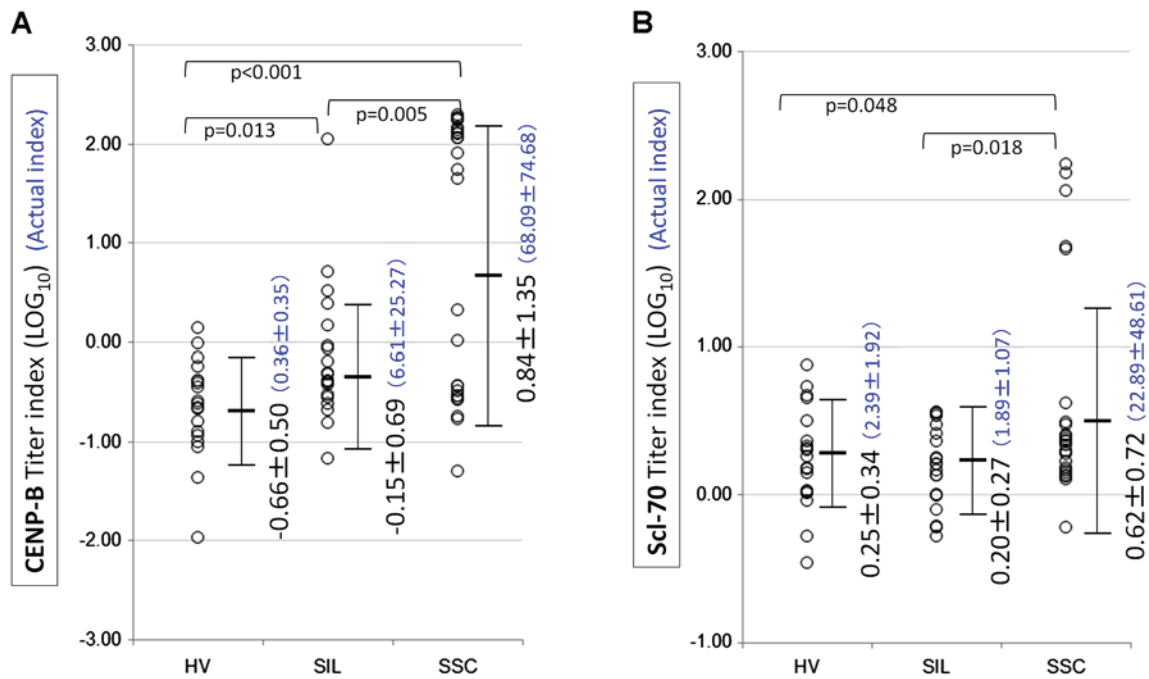 A
CENP-B Titer index (LOG10) (Actual index)
3.00
2.00
1.00
0.00
-1.00
-2.00
-3.00
p<0.001
p=0.005
p=0.013
-0.66±0.50 (0.36±0.35)
-0.15±0.69 (6.61±25.27)
0.84±1.35 (68.09±74.68)
HV SIL SSC
B
Scl-70 Titer index (LOG10) (Actual index)
3.00
2.00
1.00
0.00
-1.00
p=0.048
p=0.018
0.25±0.34 (2.39±1.92)
0.20±0.27 (1.89±1.07)
0.62±0.72 (22.89±48.61)
HV SIL SSC